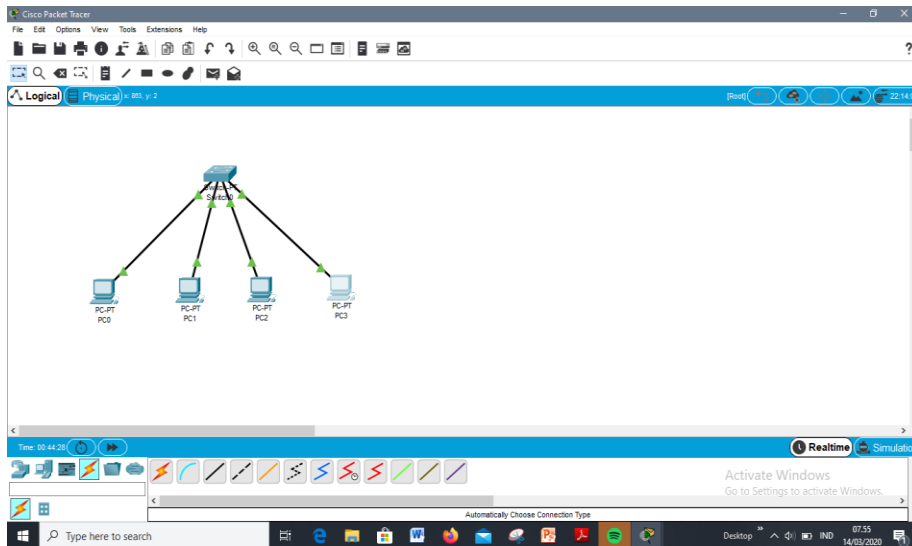 Cisco Packet Tracer
File Edit Options View Tools Extensions Help
?
Logical Physical x: 865, y: 2 [Root] 22:14:
Switch-PT
Switch0
PC-PT
PC0
PC-PT
PC1
PC-PT
PC2
PC-PT
PC3
Time: 00:44:28 Realtime Simulatio
Activate Windows
Go to Settings to activate Windows.
Automatically Choose Connection Type
Type here to search Desktop IND 07.55
14/03/2020